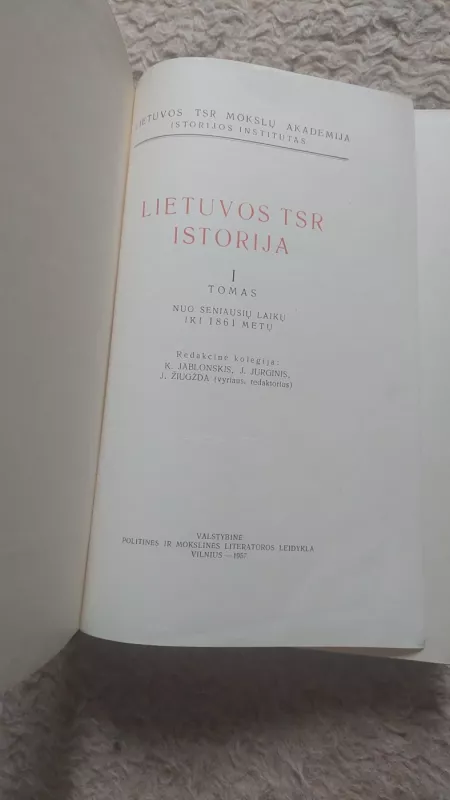 LIETUVOS TSR MOKSLŲ AKADEMIJA
ISTORIJOS INSTITUTAS
LIETUVOS TSR
ISTORIJA
I
TOMAS
NUO SENIAUSIŲ LAIKŲ
IKI 1861 METŲ
Redakcinė kolegija:
K. JABLONSKIS, J. JURGINIS,
J. ŽIUGŽDA (vyriaus. redaktorius)
VALSTYBINĖ
POLITINĖS IR MOKSLINĖS LITERATŪROS LEIDYKLA
VILNIUS—1957